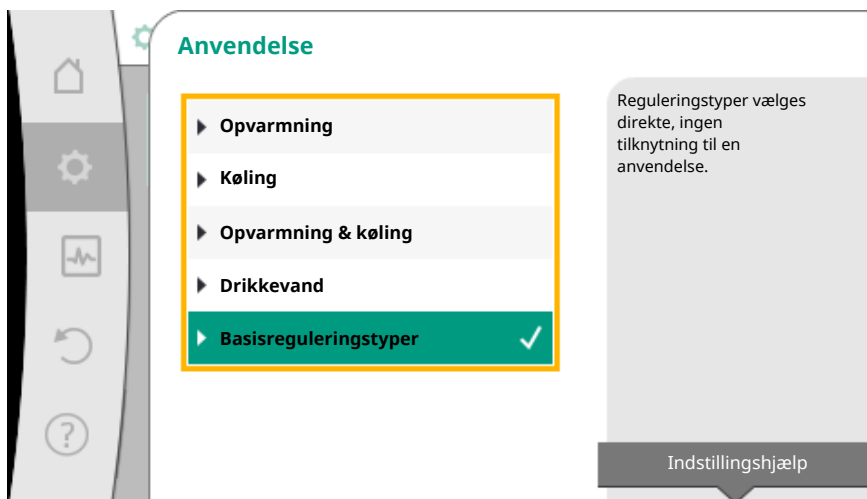 Anvendelse
Opvarmning
Køling
Opvarmning & køling
Drikkevand
Basisreguleringstyper
Reguleringstyper vælges
direkte, ingen
tilknytning til en
anvendelse.
Indstillingshjælp